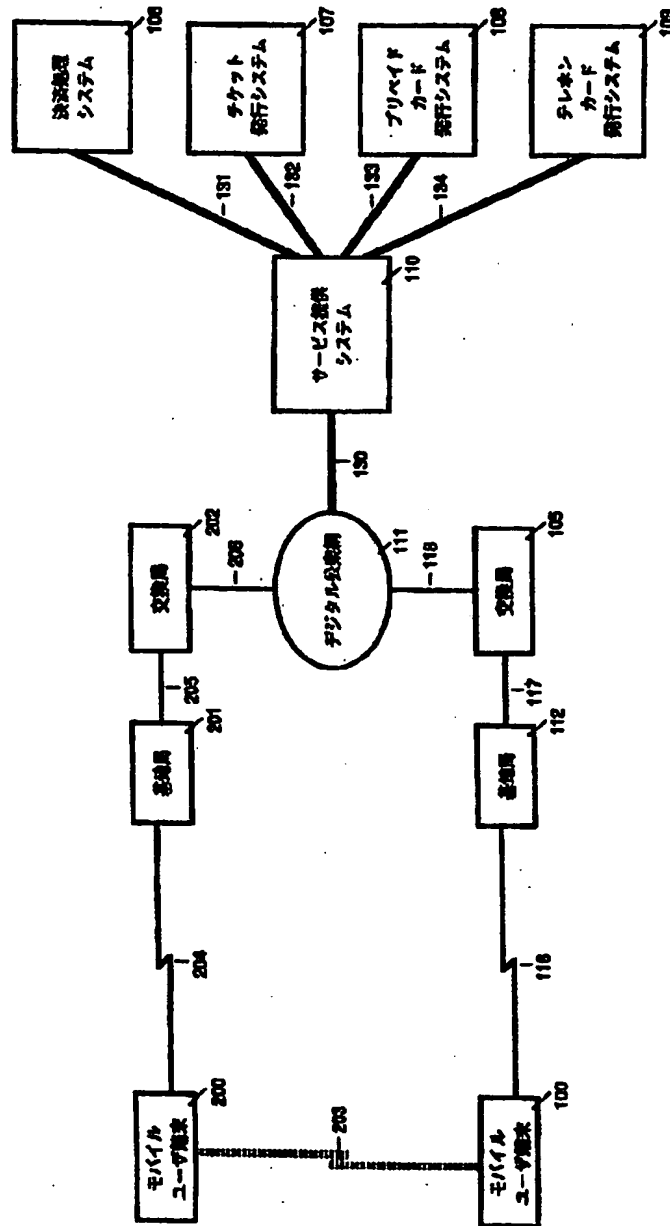 決済処理
システム
106
チケット
発行システム
107
プリペイド
カード
発行システム
108
テレホン
カード
発行システム
109
131
132
133
134
サービス提供
システム
110
130
交換局
202
206
デジタル公衆網
111
118
交換局
105
205
117
基地局
201
基地局
112
204
116
モバイル
ユーザ端末
200
203
モバイル
ユーザ端末
100